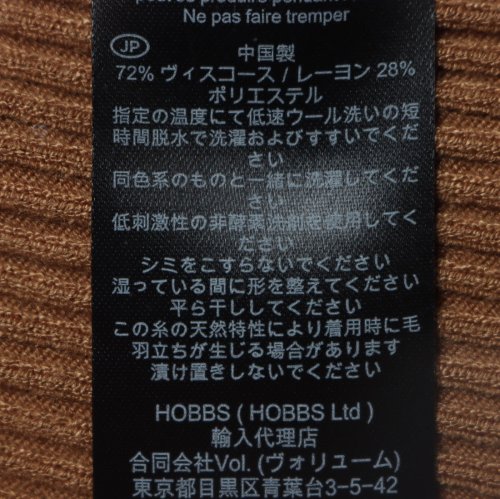 Ne pas faire tremper
JP
中国製
72% ヴィスコース / レーヨン 28%
ポリエステル
指定の温度にて低速ウール洗いの短
時間脱水で洗濯およびすすいでくだ
さい
同色系のものと一緒に洗濯してくだ
さい
低刺激性の非酵素洗剤を使用してく
ださい
シミをこすらないでください
湿っている間に形を整えてください
平ら干ししてください
この糸の天然特性により着用時に毛
羽立ちが生じる場合があります
漬け置きしないでください
HOBBS ( HOBBS Ltd )
輸入代理店
合同会社Vol. (ヴォリューム)
東京都目黒区青葉台3-5-42